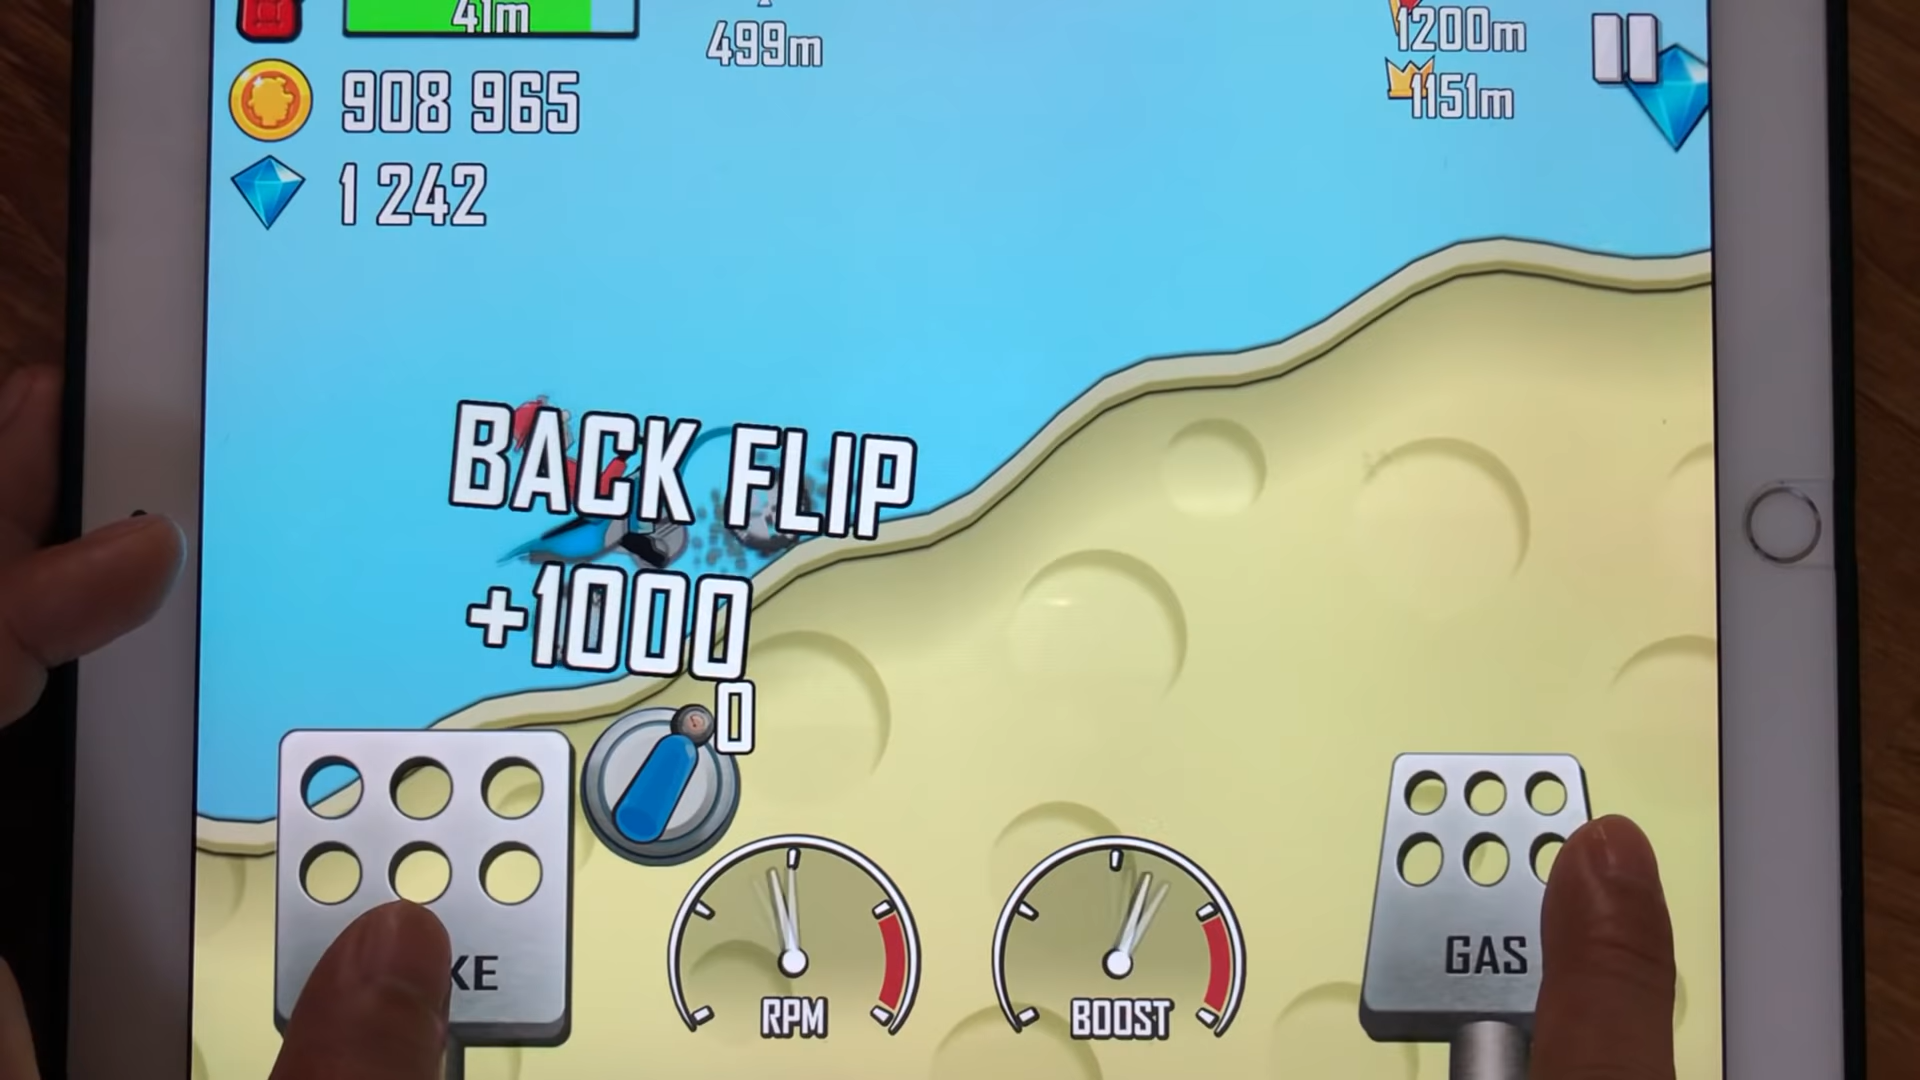 41m
499m
1200m
1151m
908 965
1 242
BACK FLIP
+1000
0
KE
GAS
RPM
BOOST